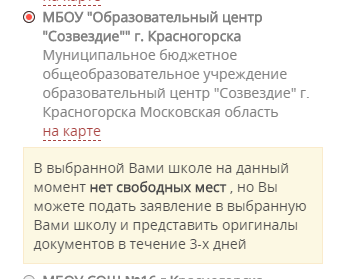 на карте
МБОУ "Образовательный центр
"Созвездие"" г. Красногорска
Муниципальное бюджетное
общеобразовательное учреждение
образовательный центр "Созвездие" г.
Красногорска Московская область
на карте
В выбранной Вами школе на данный
момент нет свободных мест , но Вы
можете подать заявление в выбранную
Вами школу и представить оригиналы
документов в течение 3-х дней
МБОУ СОШ №16 г Красногорска